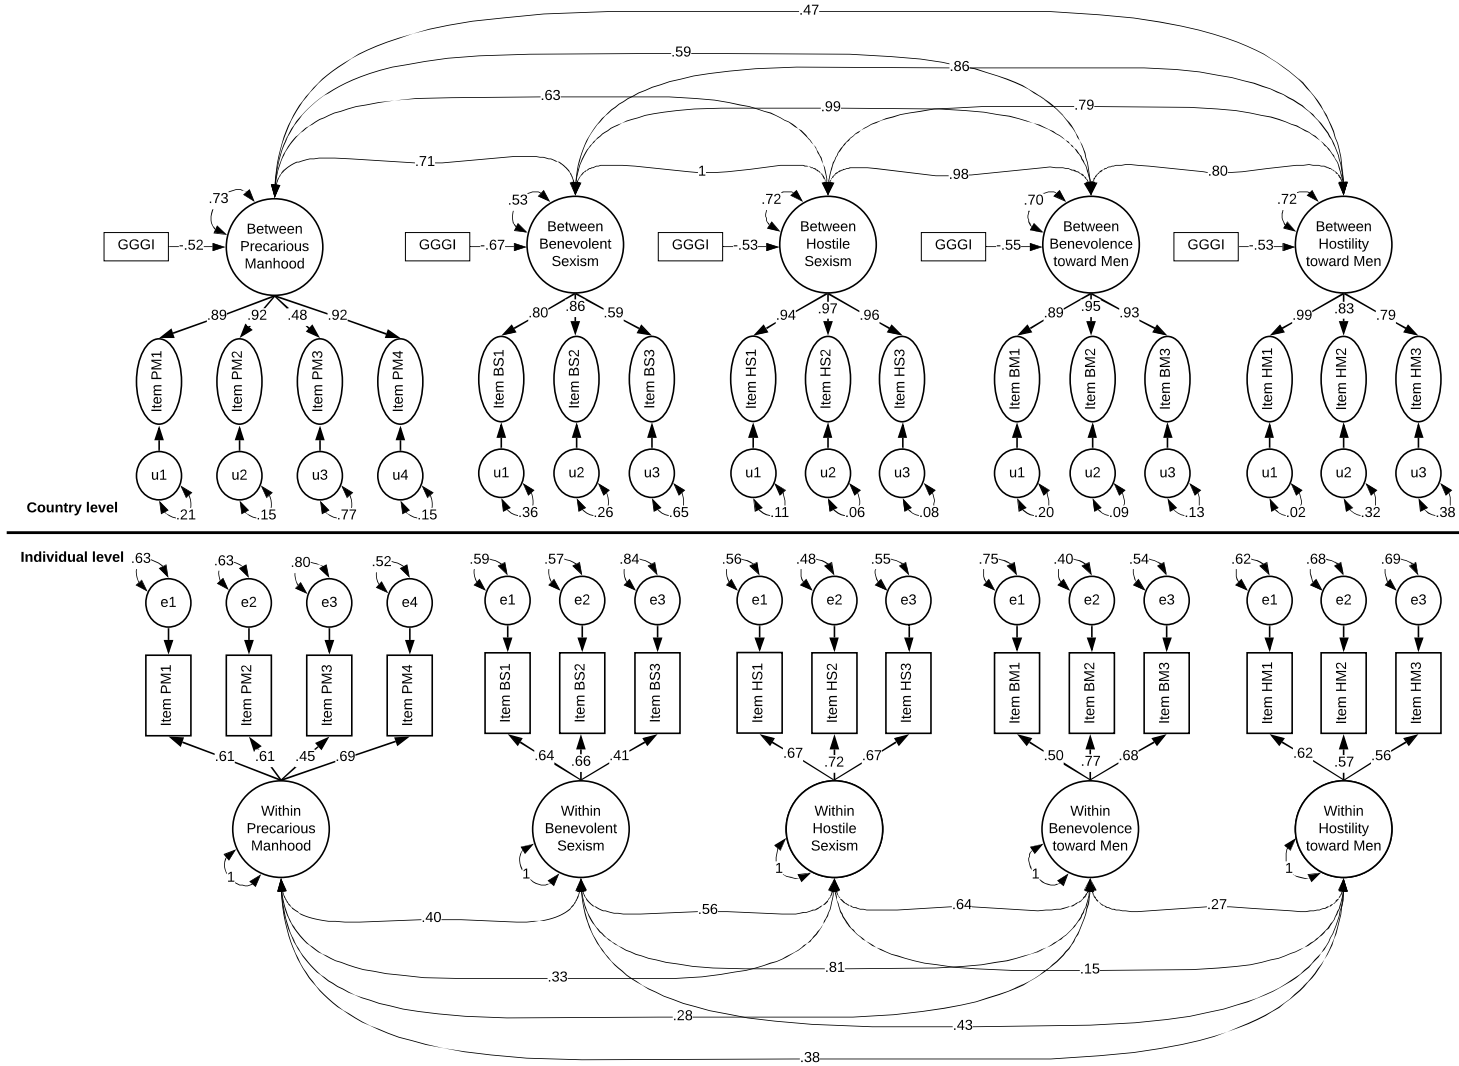 .47
.59
.86
.63
.99
.79
.71
1
.98
.80
.73
.53
.72
.70
.72
GGGI
-.52
Between
Precarious
Manhood
GGGI
-.67
Between
Benevolent
Sexism
GGGI
-.53
Between
Hostile
Sexism
GGGI
-.55
Between
Benevolence
toward Men
GGGI
-.53
Between
Hostility
toward Men
.89
.92
.48
.92
.80
.86
.59
.94
.97
.96
.89
.95
.93
.99
.83
.79
Item PM1
Item PM2
Item PM3
Item PM4
Item BS1
Item BS2
Item BS3
Item HS1
Item HS2
Item HS3
Item BM1
Item BM2
Item BM3
Item HM1
Item HM2
Item HM3
u1
u2
u3
u4
u1
u2
u3
u1
u2
u3
u1
u2
u3
u1
u2
u3
Country level
.21
.15
.77
.15
.36
.26
.65
.11
.06
.08
.20
.09
.13
.02
.32
.38
Individual level
.63
.63
.80
.52
.59
.57
.84
.56
.48
.55
.75
.40
.54
.62
.68
.69
e1
e2
e3
e4
e1
e2
e3
e1
e2
e3
e1
e2
e3
e1
e2
e3
Item PM1
Item PM2
Item PM3
Item PM4
Item BS1
Item BS2
Item BS3
Item HS1
Item HS2
Item HS3
Item BM1
Item BM2
Item BM3
Item HM1
Item HM2
Item HM3
.61
.61
.45
.69
.64
.66
.41
.67
.72
.67
.50
.77
.68
.62
.57
.56
Within
Precarious
Manhood
Within
Benevolent
Sexism
Within
Hostile
Sexism
Within
Benevolence
toward Men
Within
Hostility
toward Men
1
1
1
1
1
.40
.56
.64
.27
.33
.81
.15
.28
.43
.38